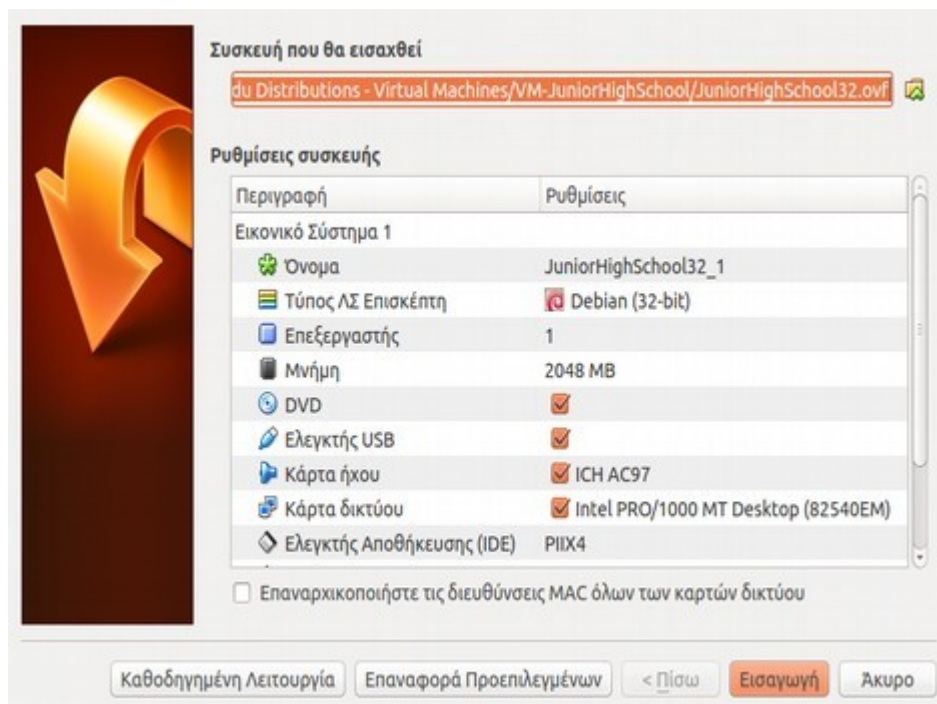 Συσκευή που θα εισαχθεί
du Distributions - Virtual Machines/VM-JuniorHighSchool/JuniorHighSchool32.ovf
Ρυθμίσεις συσκευής
Περιγραφή Ρυθμίσεις
Εικονικό Σύστημα 1
Όνομα JuniorHighSchool32_1
Τύπος ΛΣ Επισκέπτη Debian (32-bit)
Επεξεργαστής 1
Μνήμη 2048 MB
DVD
Ελεγκτής USB
Κάρτα ήχου ICH AC97
Κάρτα δικτύου Intel PRO/1000 MT Desktop (82540EM)
Ελεγκτής Αποθήκευσης (IDE) PIIX4
Επαναρχικοποιήστε τις διευθύνσεις MAC όλων των καρτών δικτύου
Καθοδηγημένη Λειτουργία Επαναφορά Προεπιλεγμένων < Πίσω Εισαγωγή Άκυρο